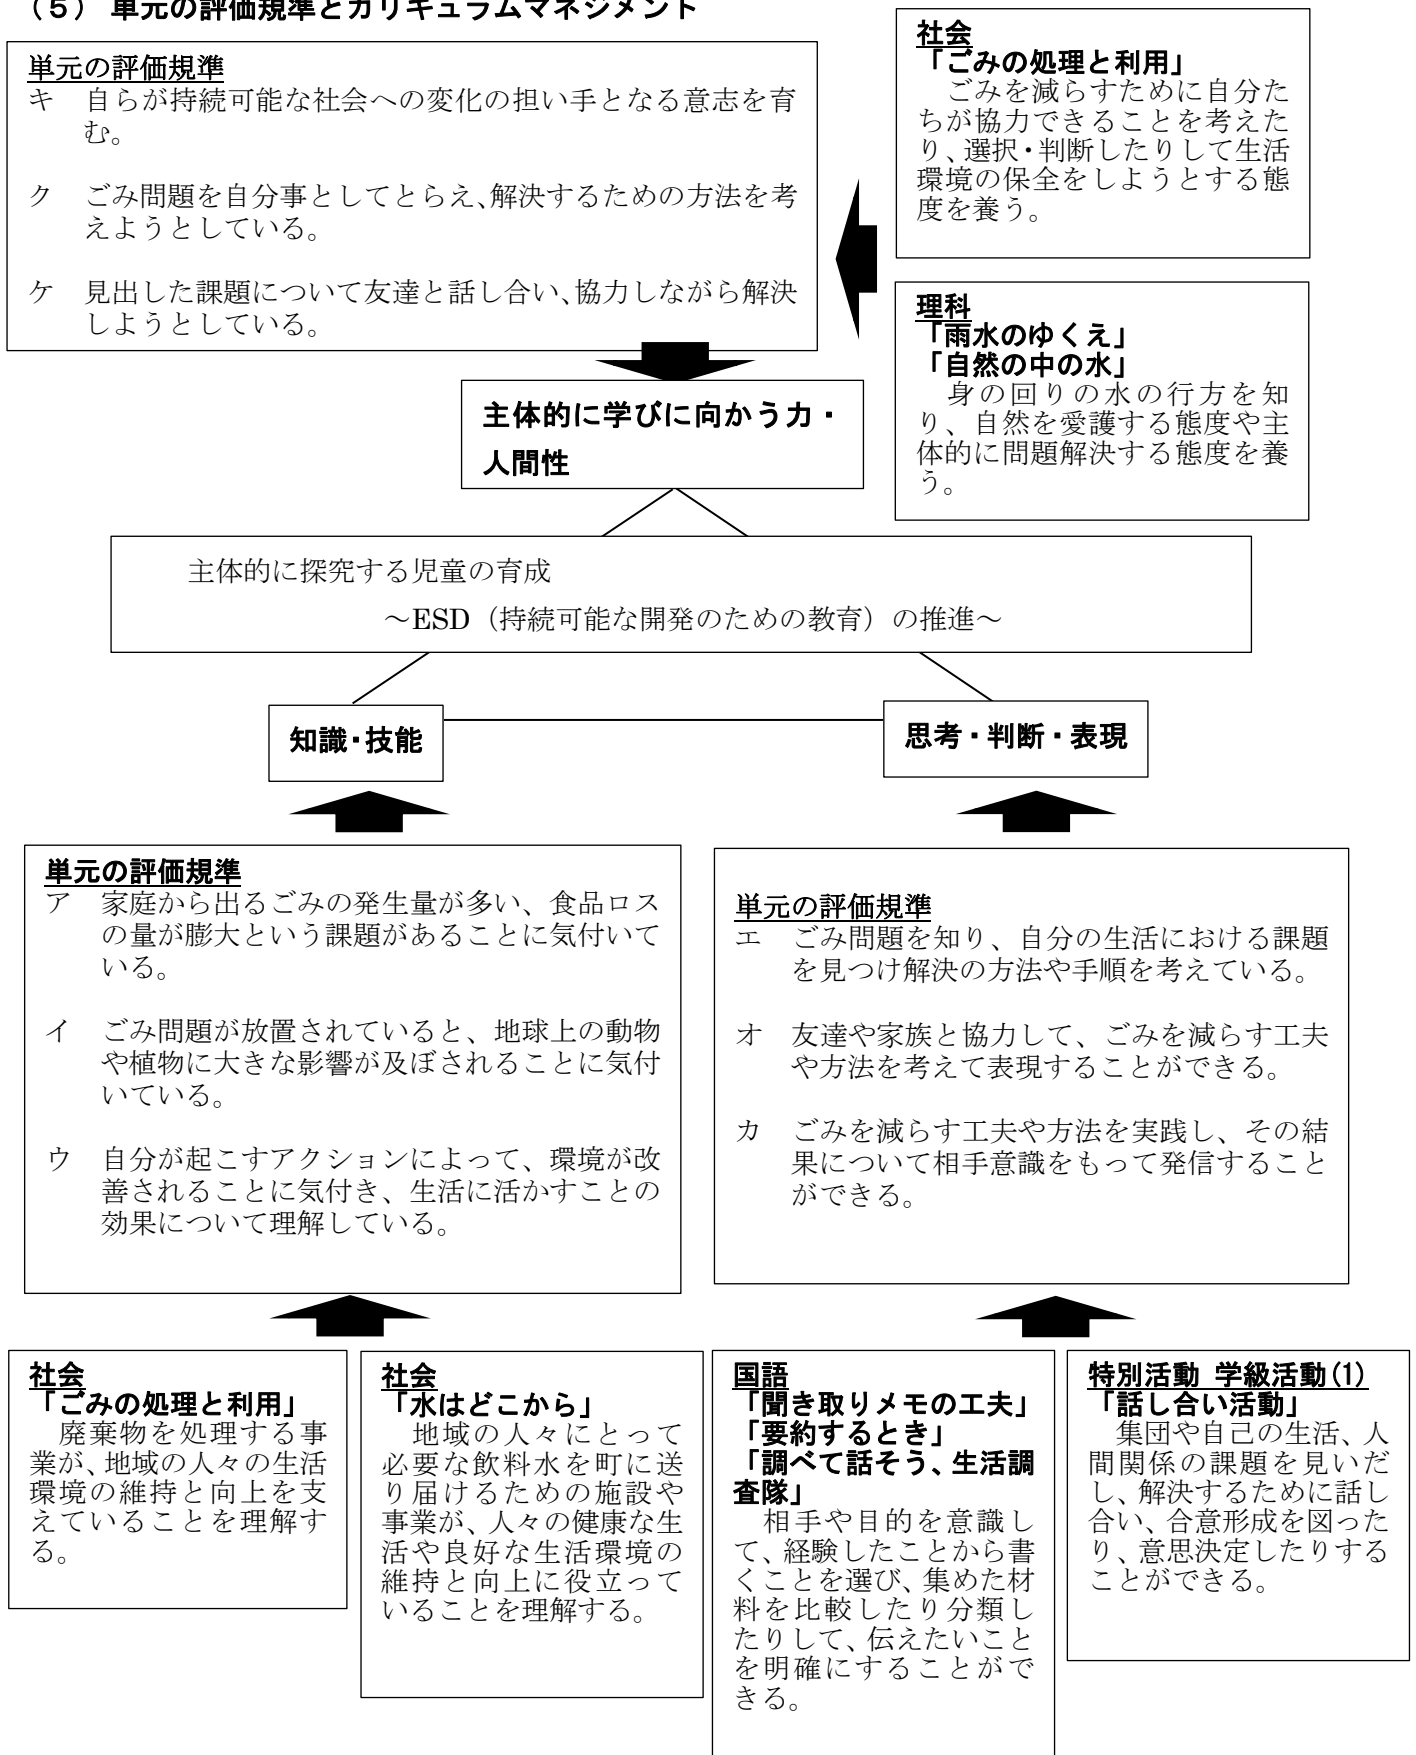 （５） 単元の評価規準とカリキュラムマネジメント
単元の評価規準
キ　自らが持続可能な社会への変化の担い手となる意志を育
む。
ク　ごみ問題を自分事としてとらえ､解決するための方法を考
えようとしている。
ケ　見出した課題について友達と話し合い､協力しながら解決
しようとしている。
社会
「ごみの処理と利用」
　ごみを減らすために自分た
ちが協力できることを考えた
り､選択・判断したりして生活
環境の保全をしようとする態
度を養う。
理科
「雨水のゆくえ」
「自然の中の水」
　身の回りの水の行方を知
り、自然を愛護する態度や主
体的に問題解決する態度を養
う。
主体的に学びに向かう力・
人間性
主体的に探究する児童の育成
～ESD（持続可能な開発のための教育）の推進～
知識・技能
思考・判断・表現
単元の評価規準
ア　家庭から出るごみの発生量が多い、食品ロス
の量が膨大という課題があることに気付いて
いる。
イ　ごみ問題が放置されていると、地球上の動物
や植物に大きな影響が及ぼされることに気付
いている。
ウ　自分が起こすアクションによって、環境が改
善されることに気付き、生活に活かすことの
効果について理解している。
単元の評価規準
エ　ごみ問題を知り、自分の生活における課題
を見つけ解決の方法や手順を考えている。
オ　友達や家族と協力して、ごみを減らす工夫
や方法を考えて表現することができる。
カ　ごみを減らす工夫や方法を実践し、その結
果について相手意識をもって発信すること
ができる。
社会
「ごみの処理と利用」
　廃棄物を処理する事
業が､地域の人々の生活
環境の維持と向上を支
えていることを理解す
る。
社会
「水はどこから」
　地域の人々にとって
必要な飲料水を町に送
り届けるための施設や
事業が、人々の健康な生
活や良好な生活環境の
維持と向上に役立って
いることを理解する。
国語
「聞き取りメモの工夫」
「要約するとき」
「調べて話そう、生活調
査隊」
　相手や目的を意識し
て､経験したことから書
くことを選び､集めた材
料を比較したり分類し
たりして､伝えたいこと
を明確にすることがで
きる。
特別活動 学級活動(1)
「話し合い活動」
　集団や自己の生活､人
間関係の課題を見いだ
し､解決するために話し
合い､合意形成を図った
り､意思決定したりする
ことができる。